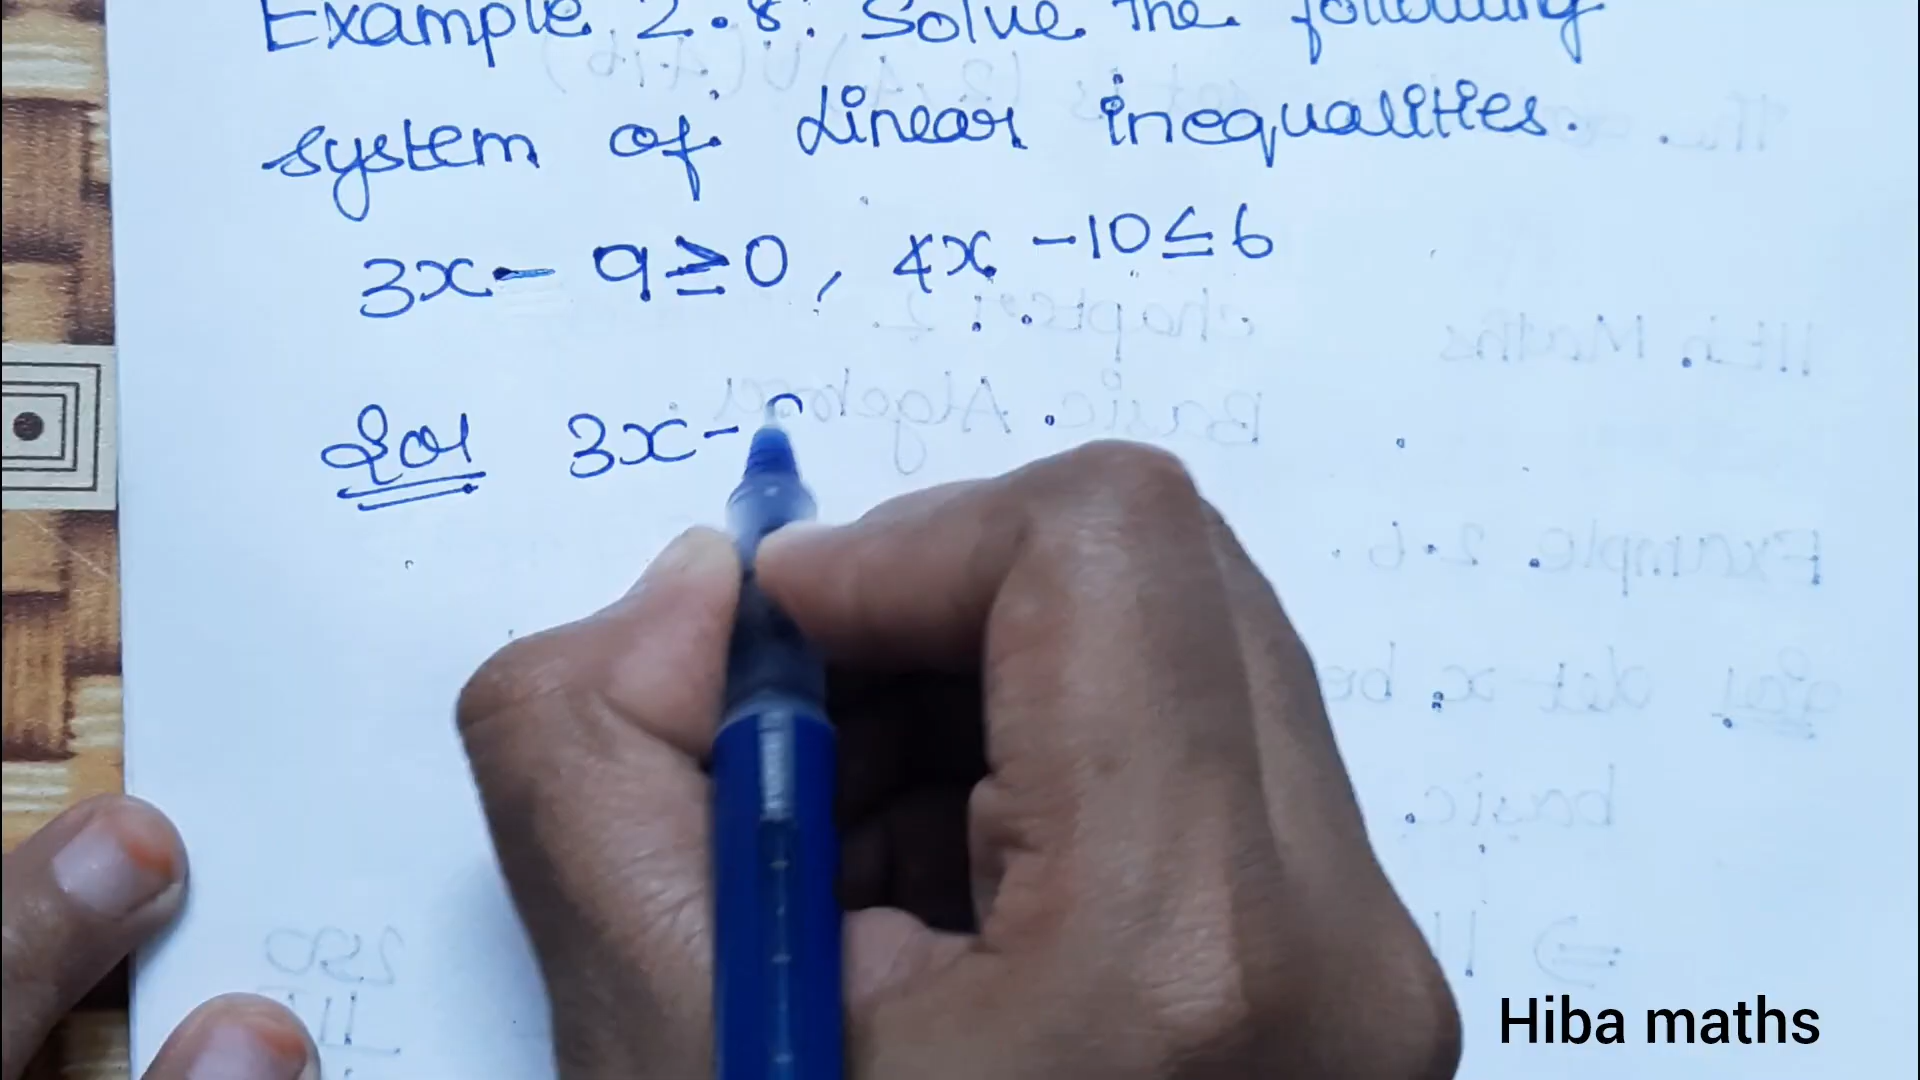 Example 2.8: Solve the following
system of Linear inequalities.
3x - 9 ≥ 0, 4x - 10 ≤ 6
Sol 3x -
Hiba maths